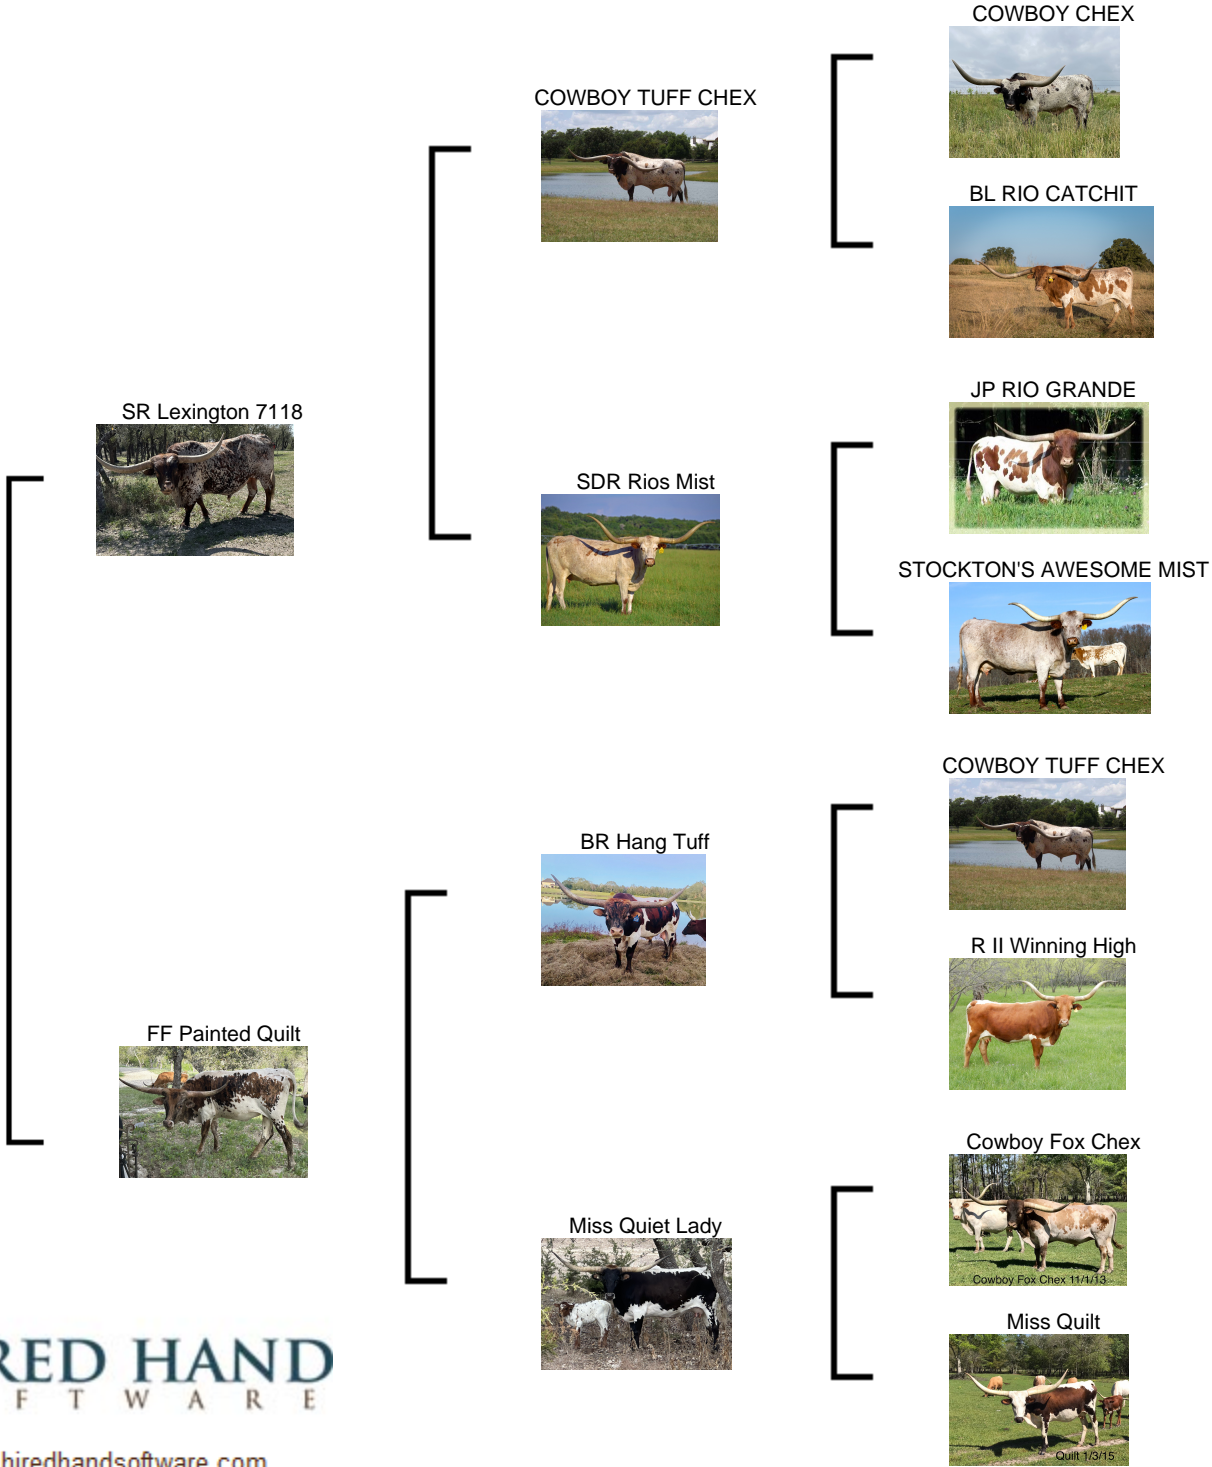 COWBOY CHEX
COWBOY TUFF CHEX
BL RIO CATCHIT
SR Lexington 7118
JP RIO GRANDE
SDR Rios Mist
STOCKTON'S AWESOME MIST
COWBOY TUFF CHEX
BR Hang Tuff
R II Winning High
FF Painted Quilt
Cowboy Fox Chex
Cowboy Fox Chex 11/1/13
Miss Quiet Lady
Miss Quilt
Quilt 1/3/15
RED HAND
F T W A R E
hiredhandsoftware.com